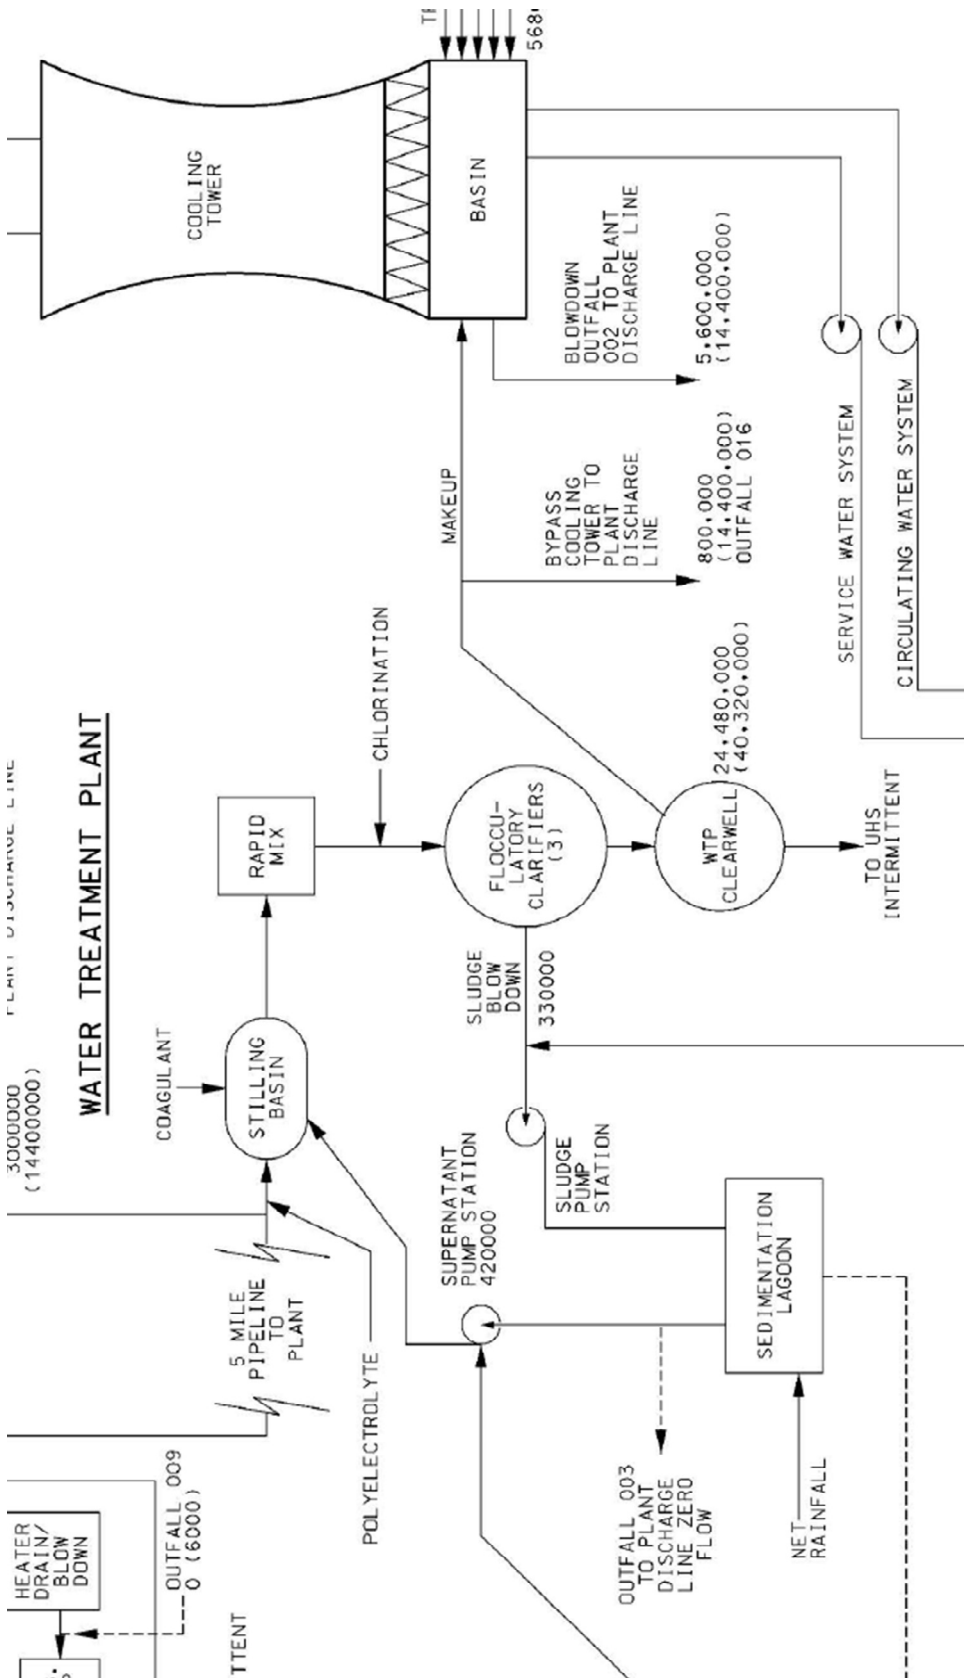 568
COOLING
TOWER
BASIN
BLOWDOWN
OUTFALL
002 TO PLANT
DISCHARGE LINE
5,600,000
(14,400,000)
MAKEUP
BYPASS
COOLING
TOWER TO
PLANT
DISCHARGE
LINE
800,000
(14,400,000)
OUTFALL 016
SERVICE WATER SYSTEM
CIRCULATING WATER SYSTEM
CHLORINATION
WATER TREATMENT PLANT
PLANT DISCHARGE LINE
3000000
(14400000)
RAPID
MIX
FLOCCU-
LATORY
CLARIFIERS
(3)
WTP
CLEARWELL
24,480,000
(40,320,000)
TO UHS
INTERMITTENT
SLUDGE
BLOW
DOWN
330000
COAGULANT
STILLING
BASIN
SUPERNATANT
PUMP STATION
420000
SLUDGE
PUMP
STATION
SEDIMENTATION
LAGOON
5 MILE
PIPELINE
TO
PLANT
POLYELECTROLYTE
OUTFALL 003
TO PLANT
DISCHARGE
LINE ZERO
FLOW
NET
RAINFALL
HEATER
DRAIN/
BLOW
DOWN
OUTFALL 009
0 (6000)
TTENT